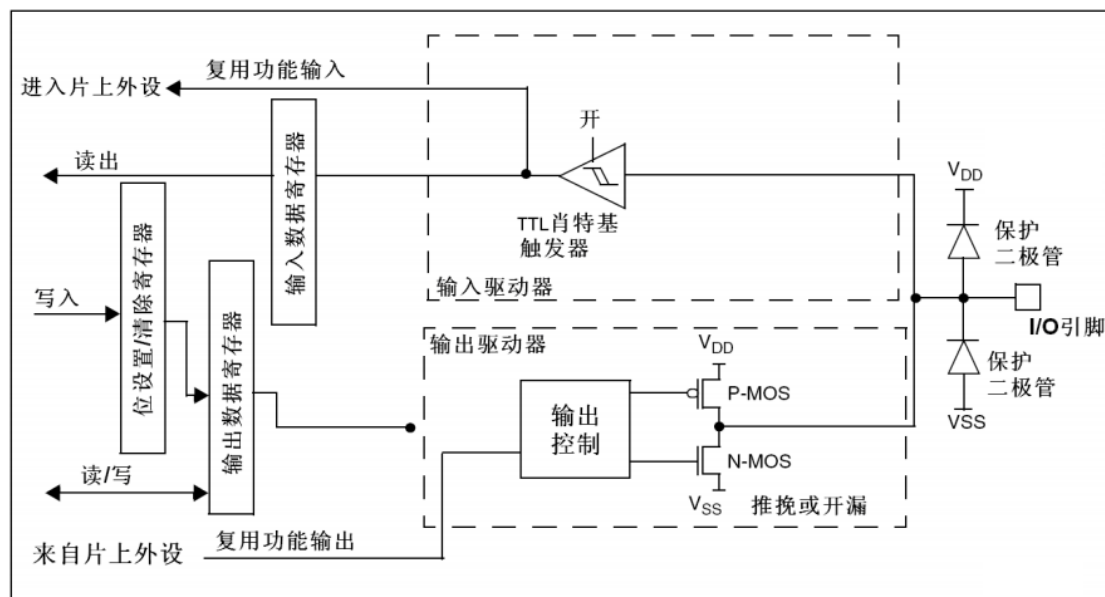 进入片上外设
复用功能输入
开
读出
输入数据寄存器
TTL肖特基
触发器
V_DD
保护
二极管
位设置/清除寄存器
写入
输入驱动器
I/O引脚
输出数据寄存器
输出驱动器
V_DD
P-MOS
保护
二极管
输出
控制
VSS
N-MOS
读/写
V_SS
推挽或开漏
来自片上外设
复用功能输出